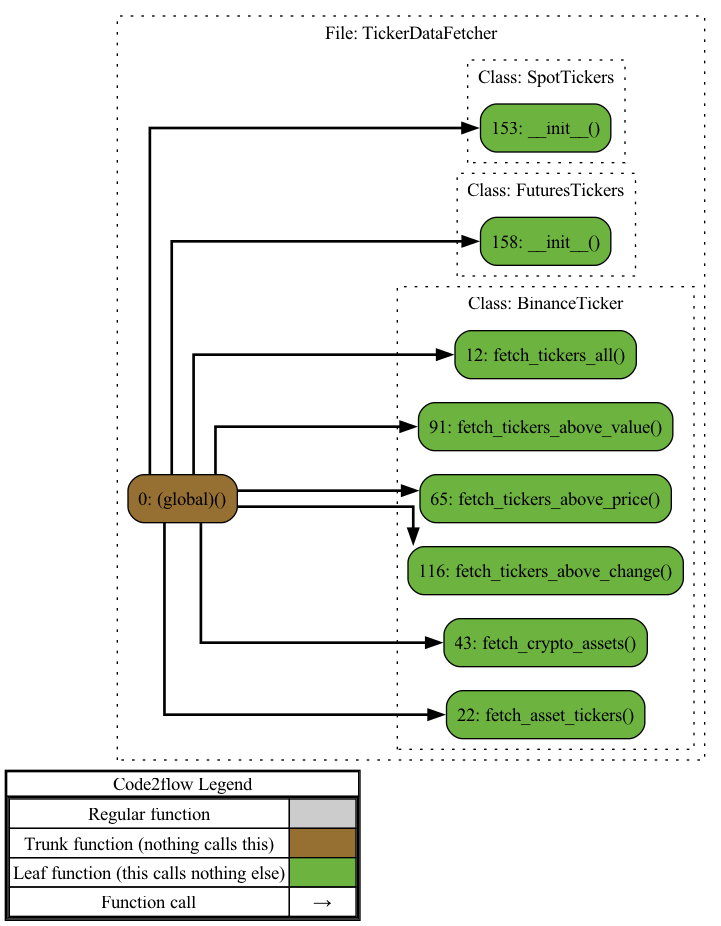 File: TickerDataFetcher
Class: SpotTickers
153: __init__()
Class: FuturesTickers
158: __init__()
Class: BinanceTicker
12: fetch_tickers_all()
91: fetch_tickers_above_value()
0: (global)()
65: fetch_tickers_above_price()
116: fetch_tickers_above_change()
43: fetch_crypto_assets()
22: fetch_asset_tickers()
Code2flow Legend
Regular function
Trunk function (nothing calls this)
Leaf function (this calls nothing else)
Function call →